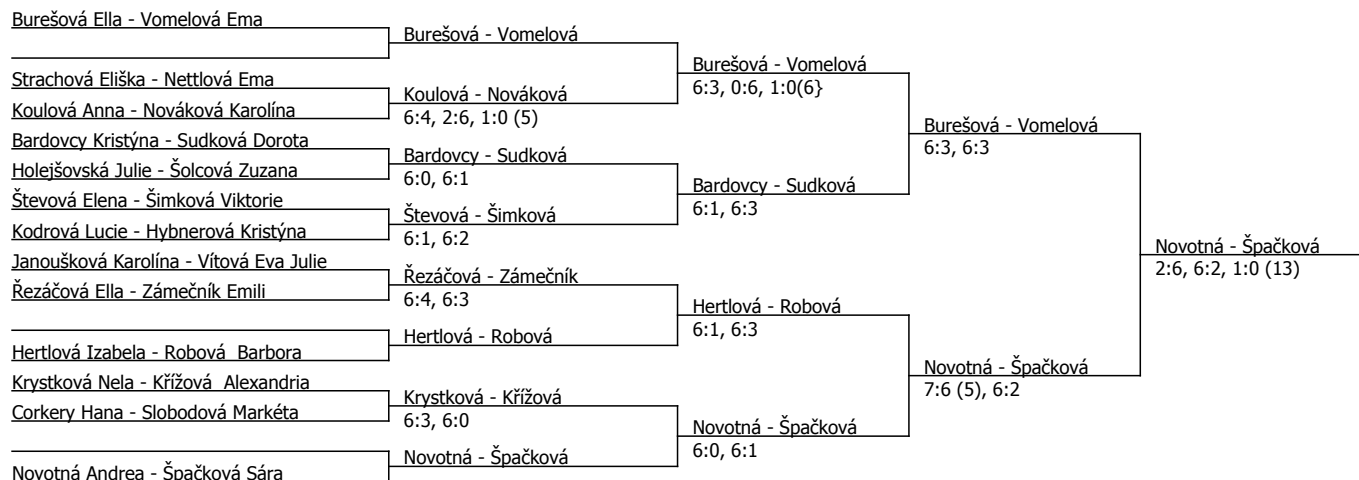 Burešová Ella - Vomelová Ema
Strachová Eliška - Nettlová Ema
Koulová Anna - Nováková Karolína
Bardovcy Kristýna - Sudková Dorota
Holejšovská Julie - Šolcová Zuzana
Števová Elena - Šimková Viktorie
Kodrová Lucie - Hybnerová Kristýna
Janoušková Karolína - Vítová Eva Julie
Řezáčová Ella - Zámečník Emili
Hertlová Izabela - Robová  Barbora
Krystková Nela - Křížová  Alexandria
Corkery Hana - Slobodová Markéta
Novotná Andrea - Špačková Sára
Burešová - Vomelová
Koulová - Nováková
6:4, 2:6, 1:0 (5)
Bardovcy - Sudková
6:0, 6:1
Števová - Šimková
6:1, 6:2
Řezáčová - Zámečník
6:4, 6:3
Hertlová - Robová
Krystková - Křížová
6:3, 6:0
Novotná - Špačková
Burešová - Vomelová
6:3, 0:6, 1:0(6}
Bardovcy - Sudková
6:1, 6:3
Hertlová - Robová
6:1, 6:3
Novotná - Špačková
6:0, 6:1
Burešová - Vomelová
6:3, 6:3
Novotná - Špačková
7:6 (5), 6:2
Novotná - Špačková
2:6, 6:2, 1:0 (13)